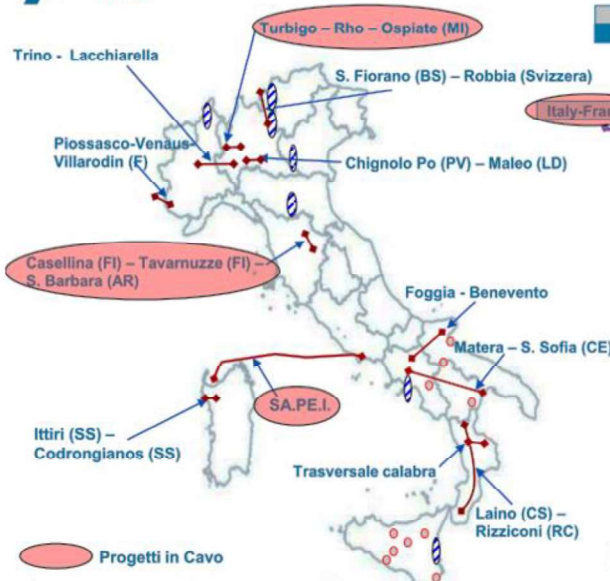 Turbigo – Rho – Ospiate (MI)
Trino - Lacchiarella
S. Fiorano (BS) – Robbia (Svizzera)
Piossasco-Venaus-
Villarodin (F)
Chignolo Po (PV) – Maleo (LD)
Casellina (FI) – Tavarnuzze (FI) –
S. Barbara (AR)
Foggia - Benevento
Matera – S. Sofia (CE)
SA.PE.I.
Ittiri (SS) –
Codrongianos (SS)
Trasversale calabra
Laino (CS) –
Rizziconi (RC)
Progetti in Cavo